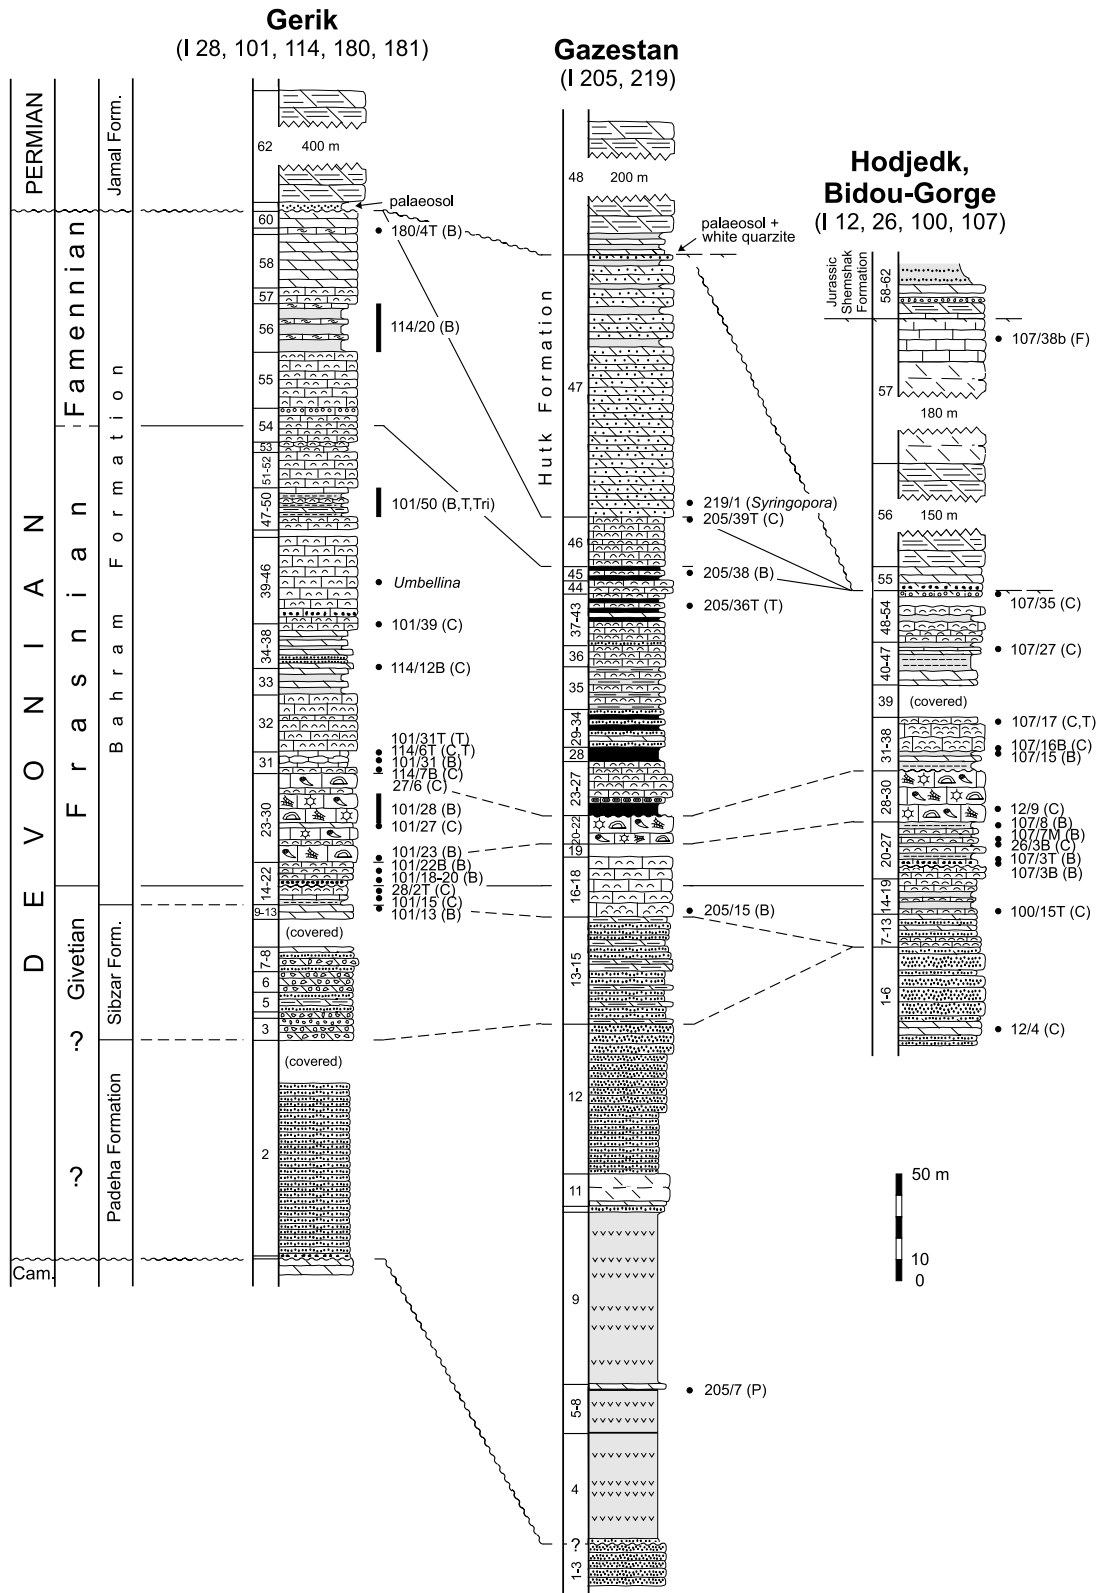 Gerik
(I 28, 101, 114, 180, 181)
Gazestan
(I 205, 219)
Hodjedk,
Bidou-Gorge
(I 12, 26, 100, 107)
PERMIAN
DEVONIAN
Cam.
Famennian
Frasnian
Givetian
?
?
Jamal Form.
Bahram Formation
Sibzar Form.
Padeha Formation
62
60
58
57
56
55
54
53
51-52
47-50
39-46
34-38
33
32
31
23-30
14-22
9-13
7-8
6
5
3
2
400 m
(covered)
(covered)
palaeosol
180/4T (B)
114/20 (B)
101/50 (B,T,Tri)
Umbellina
101/39 (C)
114/12B (C)
101/31T (T)
114/6T (C,T)
101/31 (B)
114/7B (C)
27/6 (C)
101/28 (B)
101/27 (C)
101/23 (B)
101/22B (B)
101/18-20 (B)
28/2T (C)
101/15 (C)
101/13 (B)
Hutk Formation
48
47
46
45
44
37-43
36
35
29-34
28
23-27
20-22
19
16-18
13-15
12
11
9
5-8
4
?
1-3
200 m
palaeosol +
white quarzite
219/1 (Syringopora)
205/39T (C)
205/38 (B)
205/36T (T)
205/15 (B)
205/7 (P)
Jurassic
Shemshak
Formation
58-62
57
56
55
48-54
40-47
39
31-38
28-30
20-27
14-19
7-13
1-6
180 m
150 m
(covered)
107/38b (F)
107/35 (C)
107/27 (C)
107/17 (C,T)
107/16B (C)
107/15 (B)
12/9 (C)
107/8 (B)
107/7M (B)
26/3B (C)
107/3T (B)
107/3B (B)
100/15T (C)
12/4 (C)
50 m
10
0